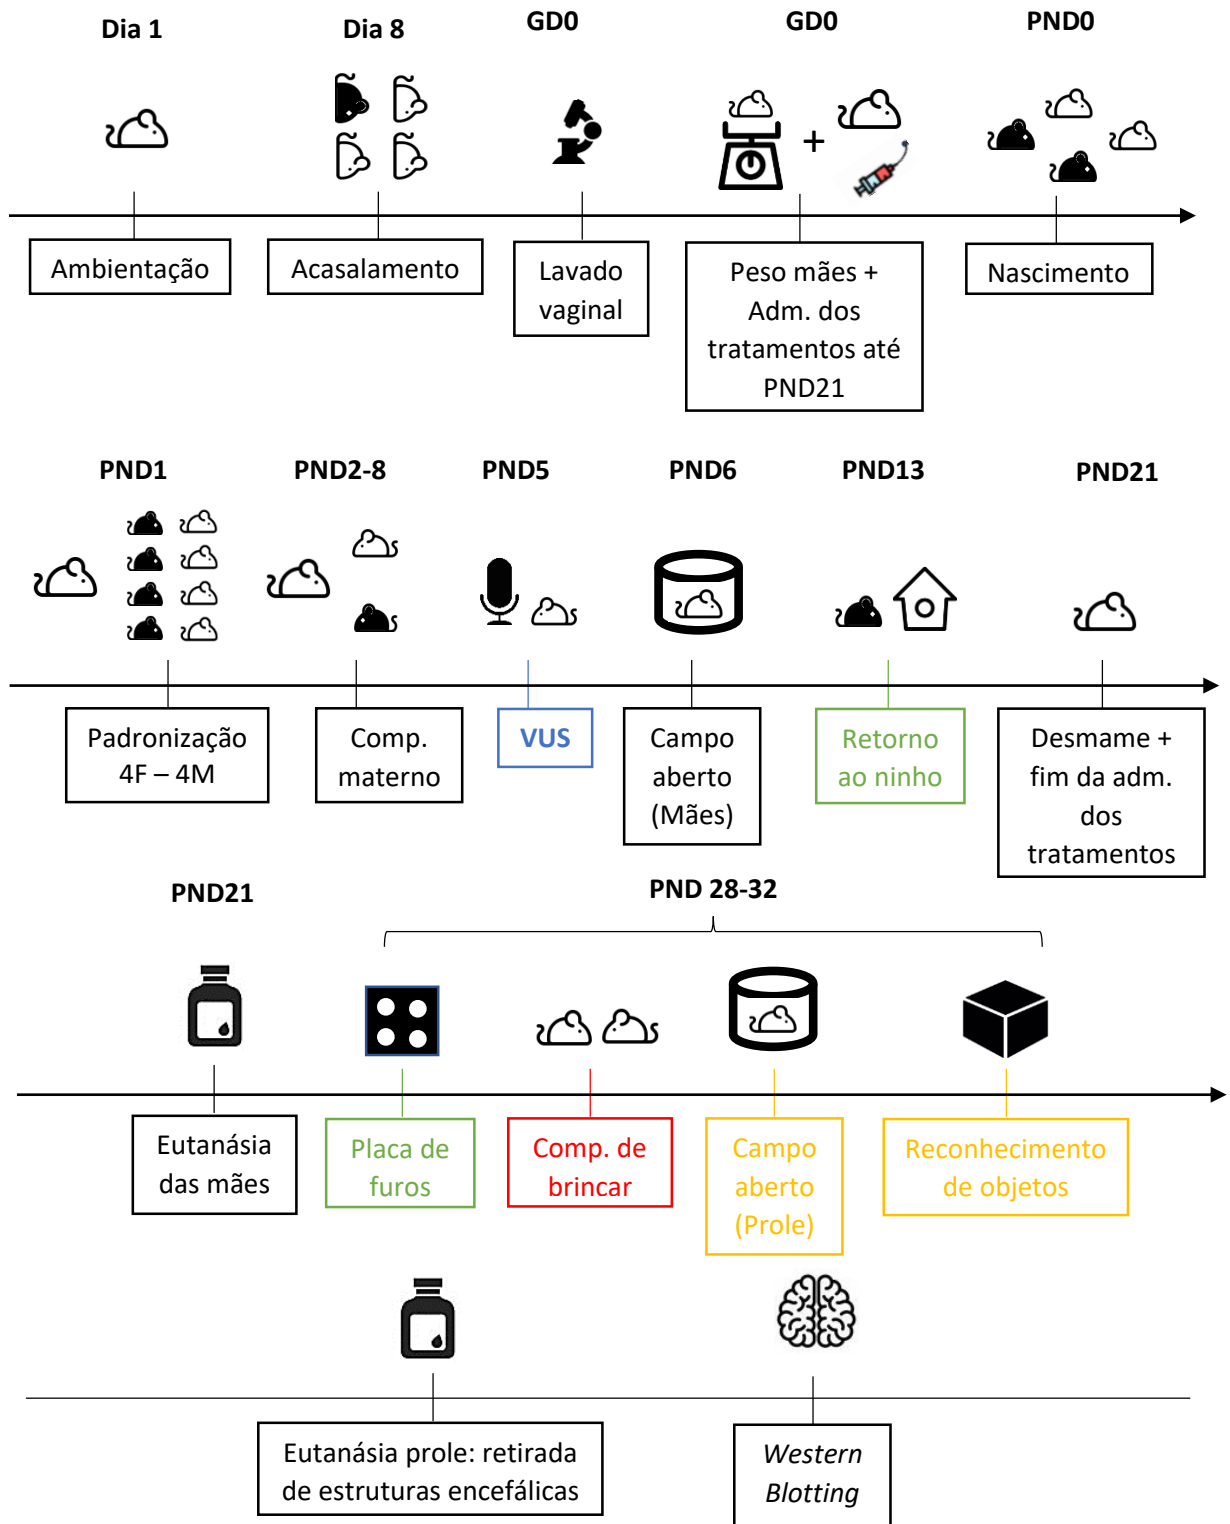 Dia 1
Dia 8
GD0
GD0
PND0
+
Ambientação
Acasalamento
Lavado
vaginal
Peso mães +
Adm. dos
tratamentos até
PND21
Nascimento
PND1
PND2-8
PND5
PND6
PND13
PND21
Padronização
4F – 4M
Comp.
materno
VUS
Campo
aberto
(Mães)
Retorno
ao ninho
Desmame +
fim da adm.
dos
tratamentos
PND21
PND 28-32
Eutanásia
das mães
Placa de
furos
Comp. de
brincar
Campo
aberto
(Prole)
Reconhecimento
de objetos
Eutanásia prole: retirada
de estruturas encefálicas
Western
Blotting